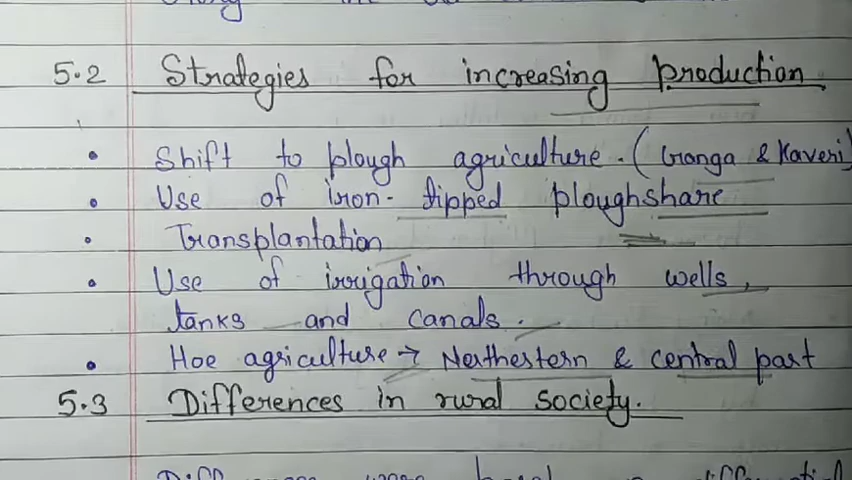 5.2 Strategies for increasing production
• Shift to plough agriculture. (Ganga & Kaveri)
• Use of iron-tipped ploughshare
• Transplantation
• Use of irrigation through wells,
tanks and canals.
• Hoe agriculture → Northestern & central part
5.3 Differences in rural society.